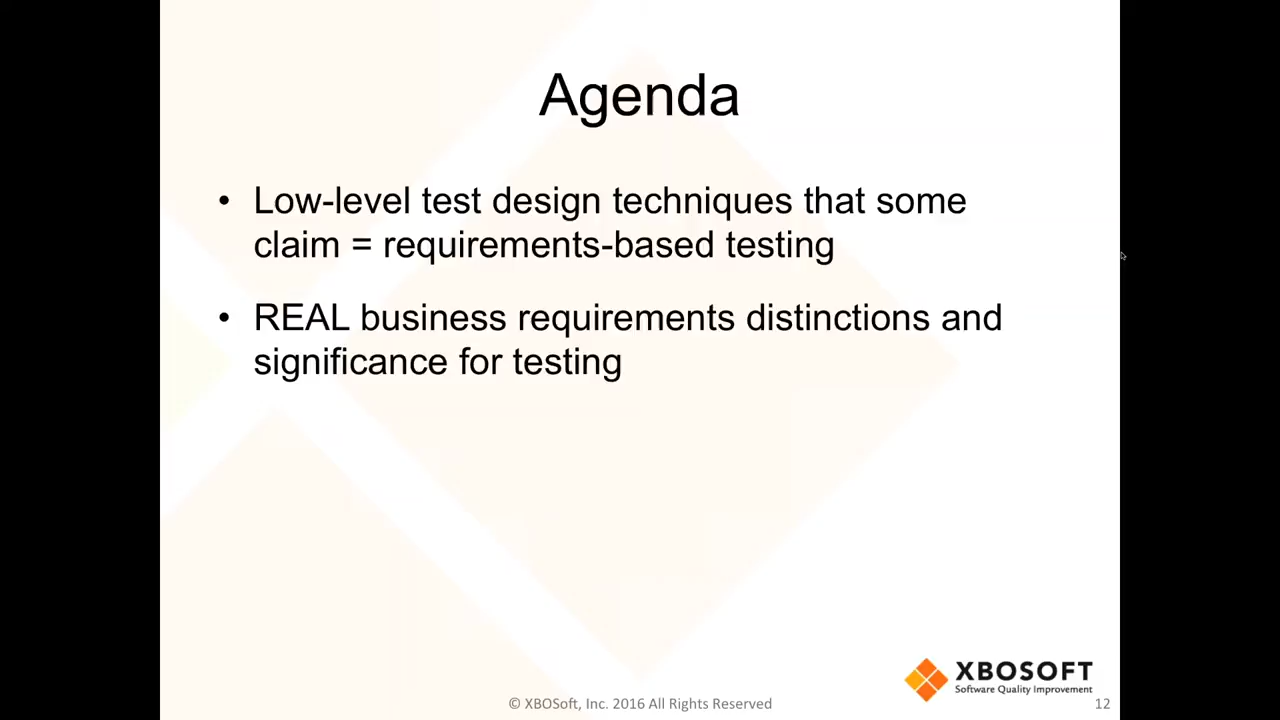 Agenda
• Low-level test design techniques that some
claim = requirements-based testing
• REAL business requirements distinctions and
significance for testing
XBOSOFT
Software Quality Improvement
© XBOSoft, Inc. 2016 All Rights Reserved
12